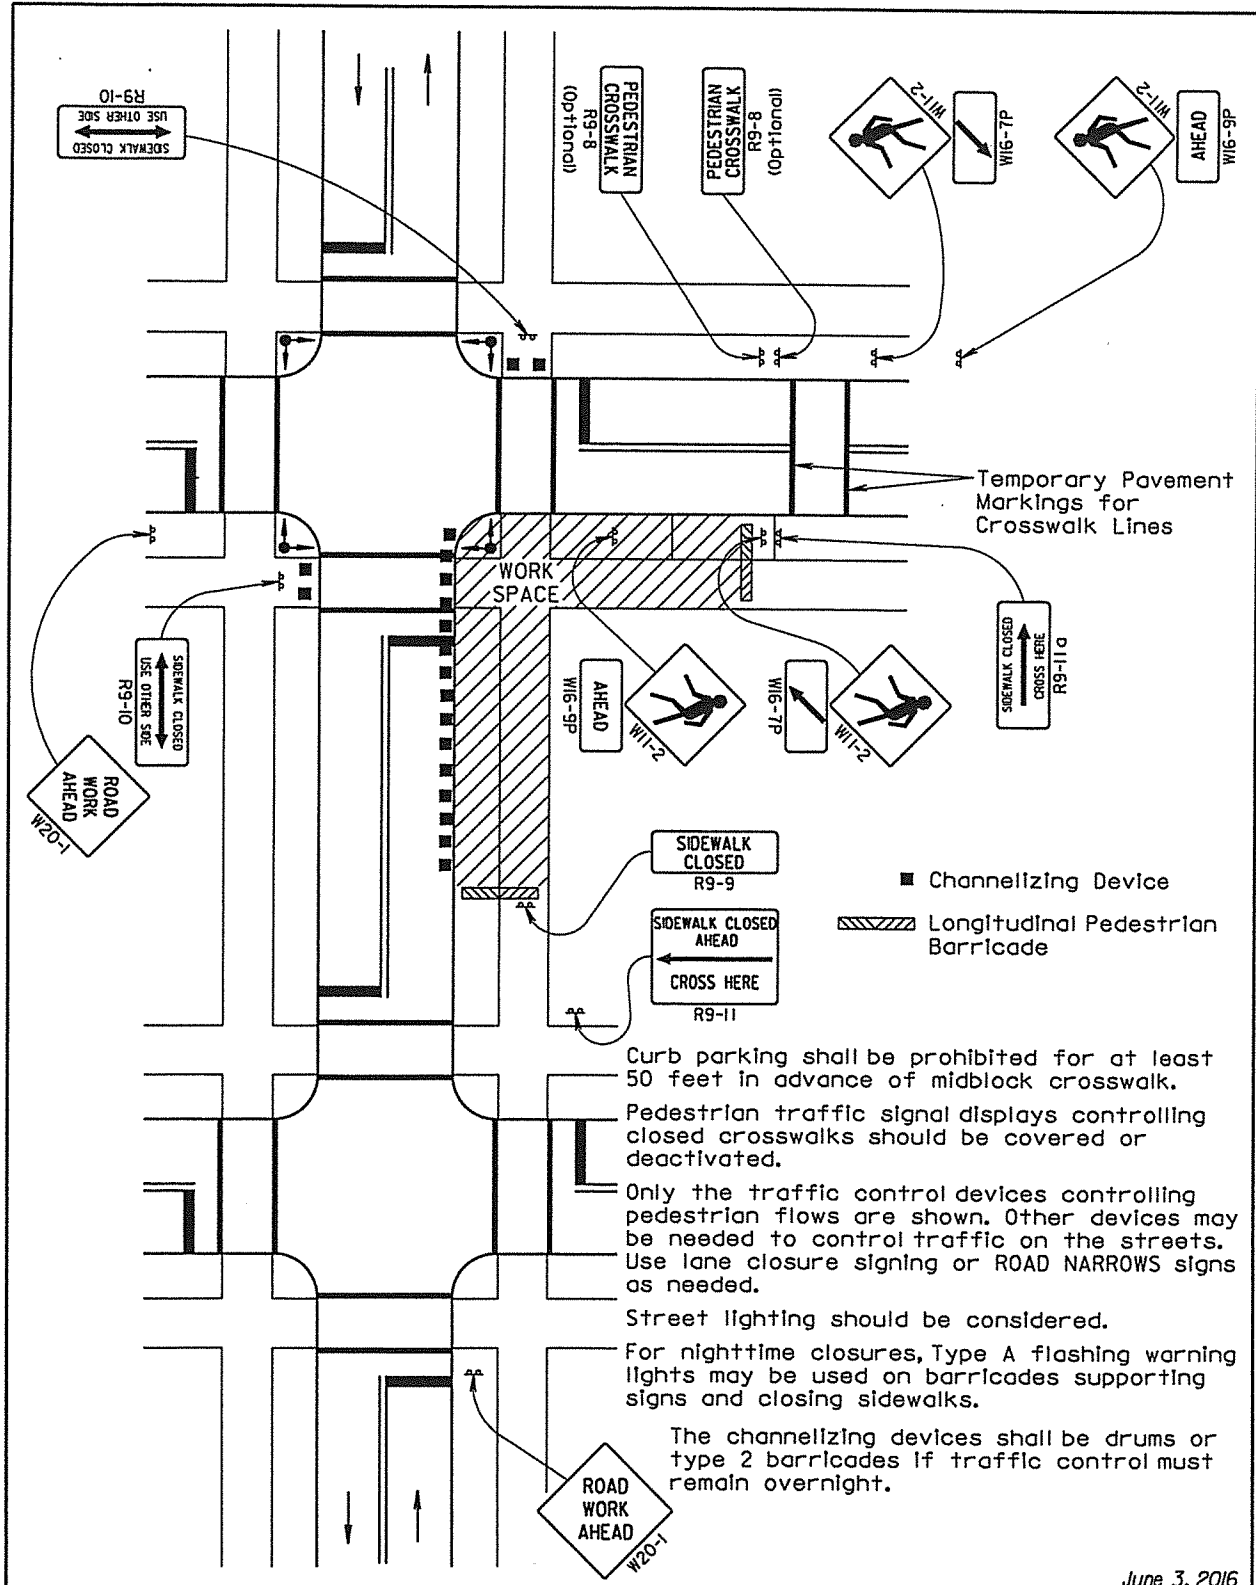 R9-10
SIDEWALK CLOSED
USE OTHER SIDE
PEDESTRIAN
CROSSWALK
R9-8
(Optional)
PEDESTRIAN
CROSSWALK
R9-8
(Optional)
W11-2
W16-7P
W11-2
AHEAD
W16-9P
Temporary Pavement
Markings for
Crosswalk Lines
WORK
SPACE
SIDEWALK CLOSED
USE OTHER SIDE
R9-10
AHEAD
W16-9P
W11-2
W16-7P
W11-2
SIDEWALK CLOSED
CROSS HERE
R9-11a
ROAD
WORK
AHEAD
W20-1
SIDEWALK
CLOSED
R9-9
SIDEWALK CLOSED
AHEAD
CROSS HERE
R9-11
Channelizing Device
Longitudinal Pedestrian
Barricade
Curb parking shall be prohibited for at least
50 feet in advance of midblock crosswalk.
Pedestrian traffic signal displays controlling
closed crosswalks should be covered or
deactivated.
Only the traffic control devices controlling
pedestrian flows are shown. Other devices may
be needed to control traffic on the streets.
Use lane closure signing or ROAD NARROWS signs
as needed.
Street lighting should be considered.
For nighttime closures, Type A flashing warning
lights may be used on barricades supporting
signs and closing sidewalks.
The channelizing devices shall be drums or
type 2 barricades if traffic control must
remain overnight.
ROAD
WORK
AHEAD
W20-1
June 3, 2016